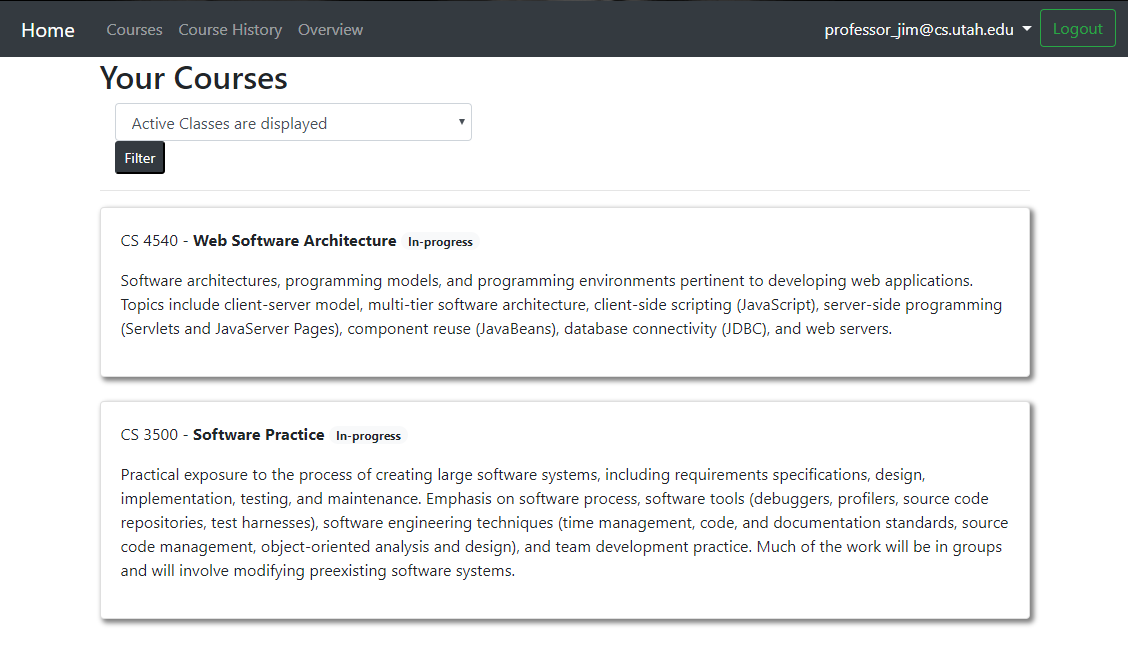 Home Courses Course History Overview professor_jim@cs.utah.edu Logout
Your Courses
Active Classes are displayed
Filter
CS 4540 - Web Software Architecture In-progress
Software architectures, programming models, and programming environments pertinent to developing web applications.
Topics include client-server model, multi-tier software architecture, client-side scripting (JavaScript), server-side programming
(Servlets and JavaServer Pages), component reuse (JavaBeans), database connectivity (JDBC), and web servers.
CS 3500 - Software Practice In-progress
Practical exposure to the process of creating large software systems, including requirements specifications, design,
implementation, testing, and maintenance. Emphasis on software process, software tools (debuggers, profilers, source code
repositories, test harnesses), software engineering techniques (time management, code, and documentation standards, source
code management, object-oriented analysis and design), and team development practice. Much of the work will be in groups
and will involve modifying preexisting software systems.